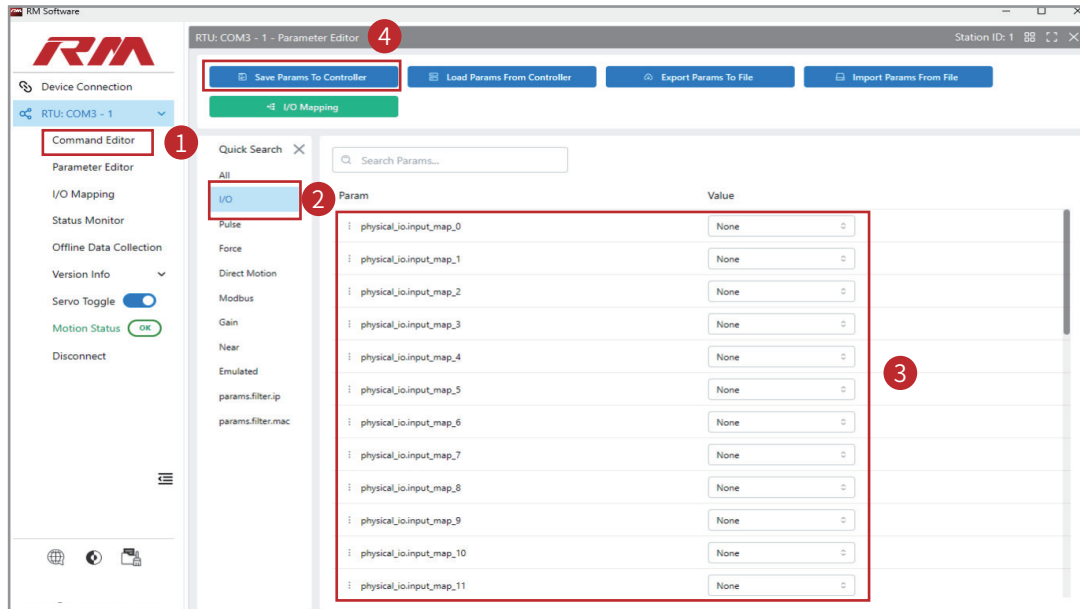 RM Software
RTU: COM3 - 1 - Parameter Editor
4
Station ID: 1
RM
Save Params To Controller
Load Params From Controller
Export Params To File
Import Params From File
I/O Mapping
Device Connection
RTU: COM3 - 1
Command Editor
1
Parameter Editor
I/O Mapping
Status Monitor
Offline Data Collection
Version Info
Servo Toggle
Motion Status OK
Disconnect
Quick Search
All
I/O
2
Pulse
Force
Direct Motion
Modbus
Gain
Near
Emulated
params.filter.ip
params.filter.mac
Search Params...
Param Value
physical_io.input_map_0 None
physical_io.input_map_1 None
physical_io.input_map_2 None
physical_io.input_map_3 None
physical_io.input_map_4 None
3
physical_io.input_map_5 None
physical_io.input_map_6 None
physical_io.input_map_7 None
physical_io.input_map_8 None
physical_io.input_map_9 None
physical_io.input_map_10 None
physical_io.input_map_11 None